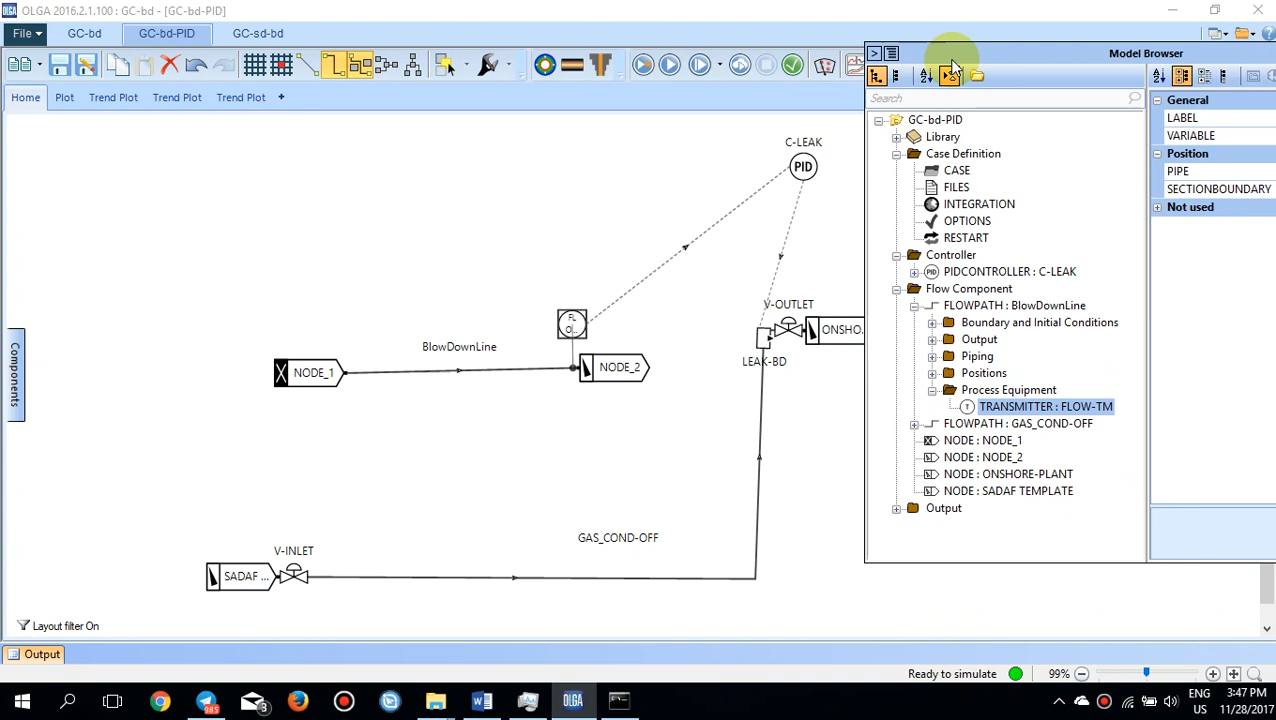 OLGA 2016.2.1.100 : GC-bd - [GC-bd-PID]
File
GC-bd
GC-bd-PID
GC-sd-bd
Home
Plot
Trend Plot
Trend Plot
Trend Plot
+
Model Browser
Search
GC-bd-PID
Library
Case Definition
CASE
FILES
INTEGRATION
OPTIONS
RESTART
Controller
PIDCONTROLLER : C-LEAK
Flow Component
FLOWPATH : BlowDownLine
Boundary and Initial Conditions
Output
Piping
Positions
Process Equipment
TRANSMITTER : FLOW-TM
FLOWPATH : GAS_COND-OFF
NODE : NODE_1
NODE : NODE_2
NODE : ONSHORE-PLANT
NODE : SADAF TEMPLATE
Output
General
LABEL
VARIABLE
Position
PIPE
SECTIONBOUNDARY
Not used
C-LEAK
PID
V-OUTLET
ONSHO...
LEAK-BD
FL
O...
BlowDownLine
NODE_1
NODE_2
GAS_COND-OFF
V-INLET
SADAF ...
Layout filter On
Components
Output
Ready to simulate
99%
985
3
ENG
US
3:47 PM
11/28/2017